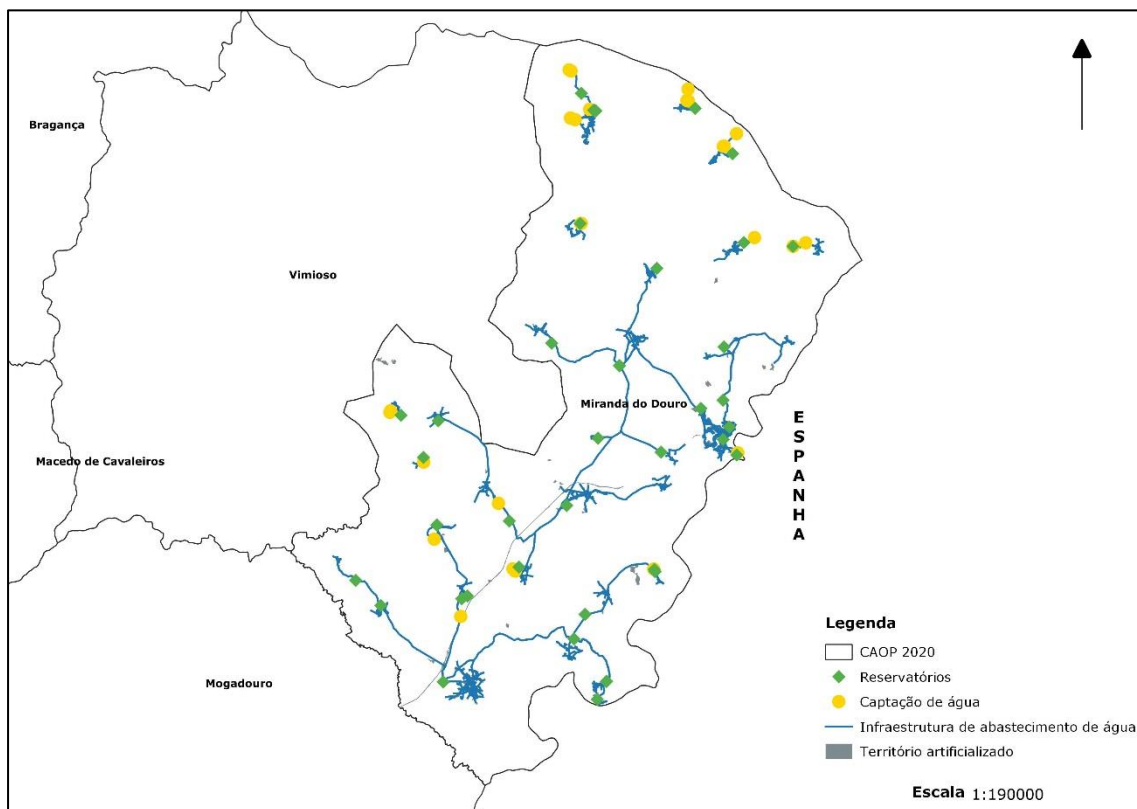 Bragança
Vimioso
Miranda do Douro
Macedo de Cavaleiros
Mogadouro
ESPANHA
Legenda
CAOP 2020
Reservatórios
Captação de água
Infraestrutura de abastecimento de água
Território artificializado
Escala 1:190000